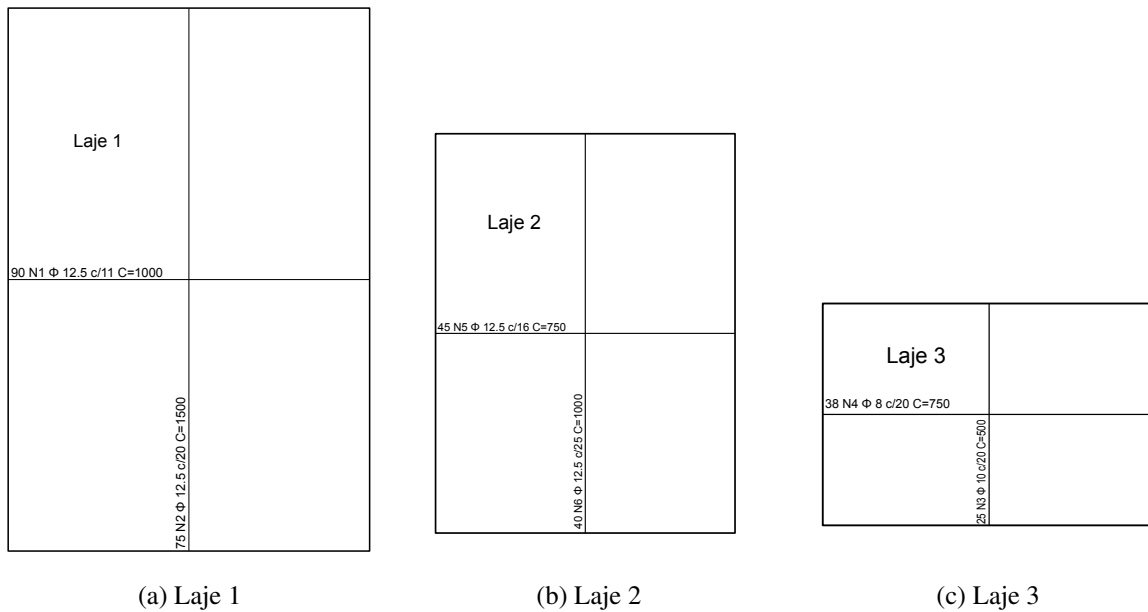 Laje 1
90 N1 Φ 12.5 c/11 C=1000
75 N2 Φ 12.5 c/20 C=1500
(a) Laje 1
Laje 2
45 N5 Φ 12.5 c/16 C=750
40 N6 Φ 12.5 c/25 C=1000
(b) Laje 2
Laje 3
38 N4 Φ 8 c/20 C=750
25 N3 Φ 10 c/20 C=500
(c) Laje 3